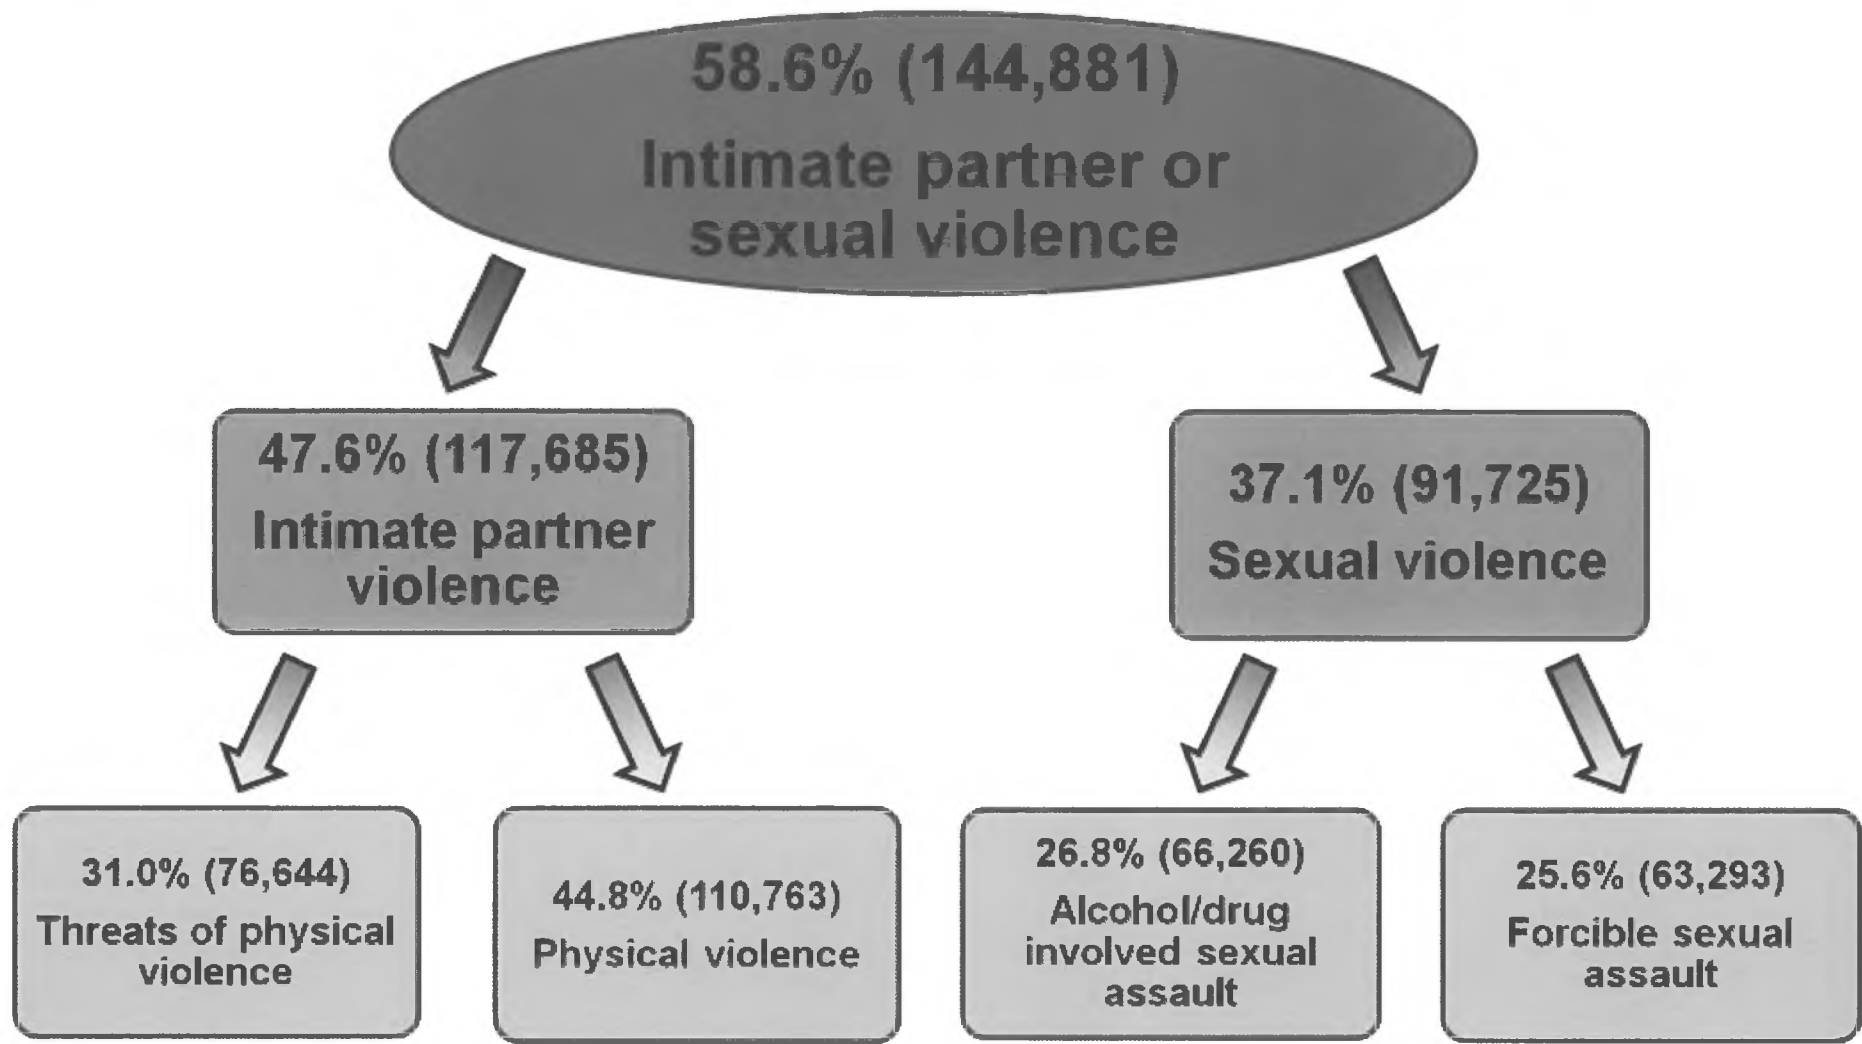 58.6% (144,881)
Intimate partner or
sexual violence
47.6% (117,685)
Intimate partner
violence
37.1% (91,725)
Sexual violence
31.0% (76,644)
Threats of physical
violence
44.8% (110,763)
Physical violence
26.8% (66,260)
Alcohol/drug
involved sexual
assault
25.6% (63,293)
Forcible sexual
assault